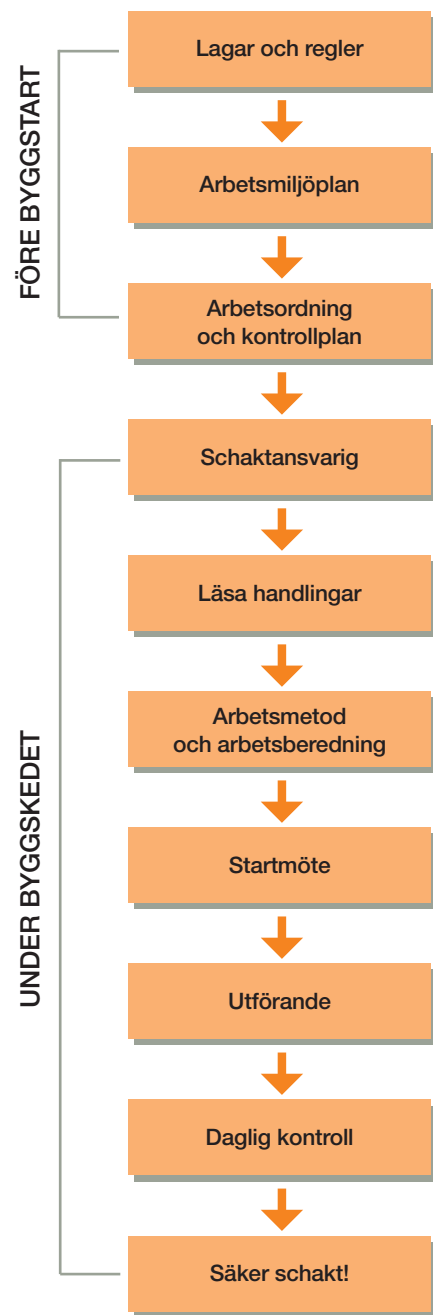 FÖRE BYGGSTART
Lagar och regler
Arbetsmiljöplan
Arbetsordning
och kontrollplan
UNDER BYGGSKEDET
Schaktansvarig
Läsa handlingar
Arbetsmetod
och arbetsberedning
Startmöte
Utförande
Daglig kontroll
Säker schakt!